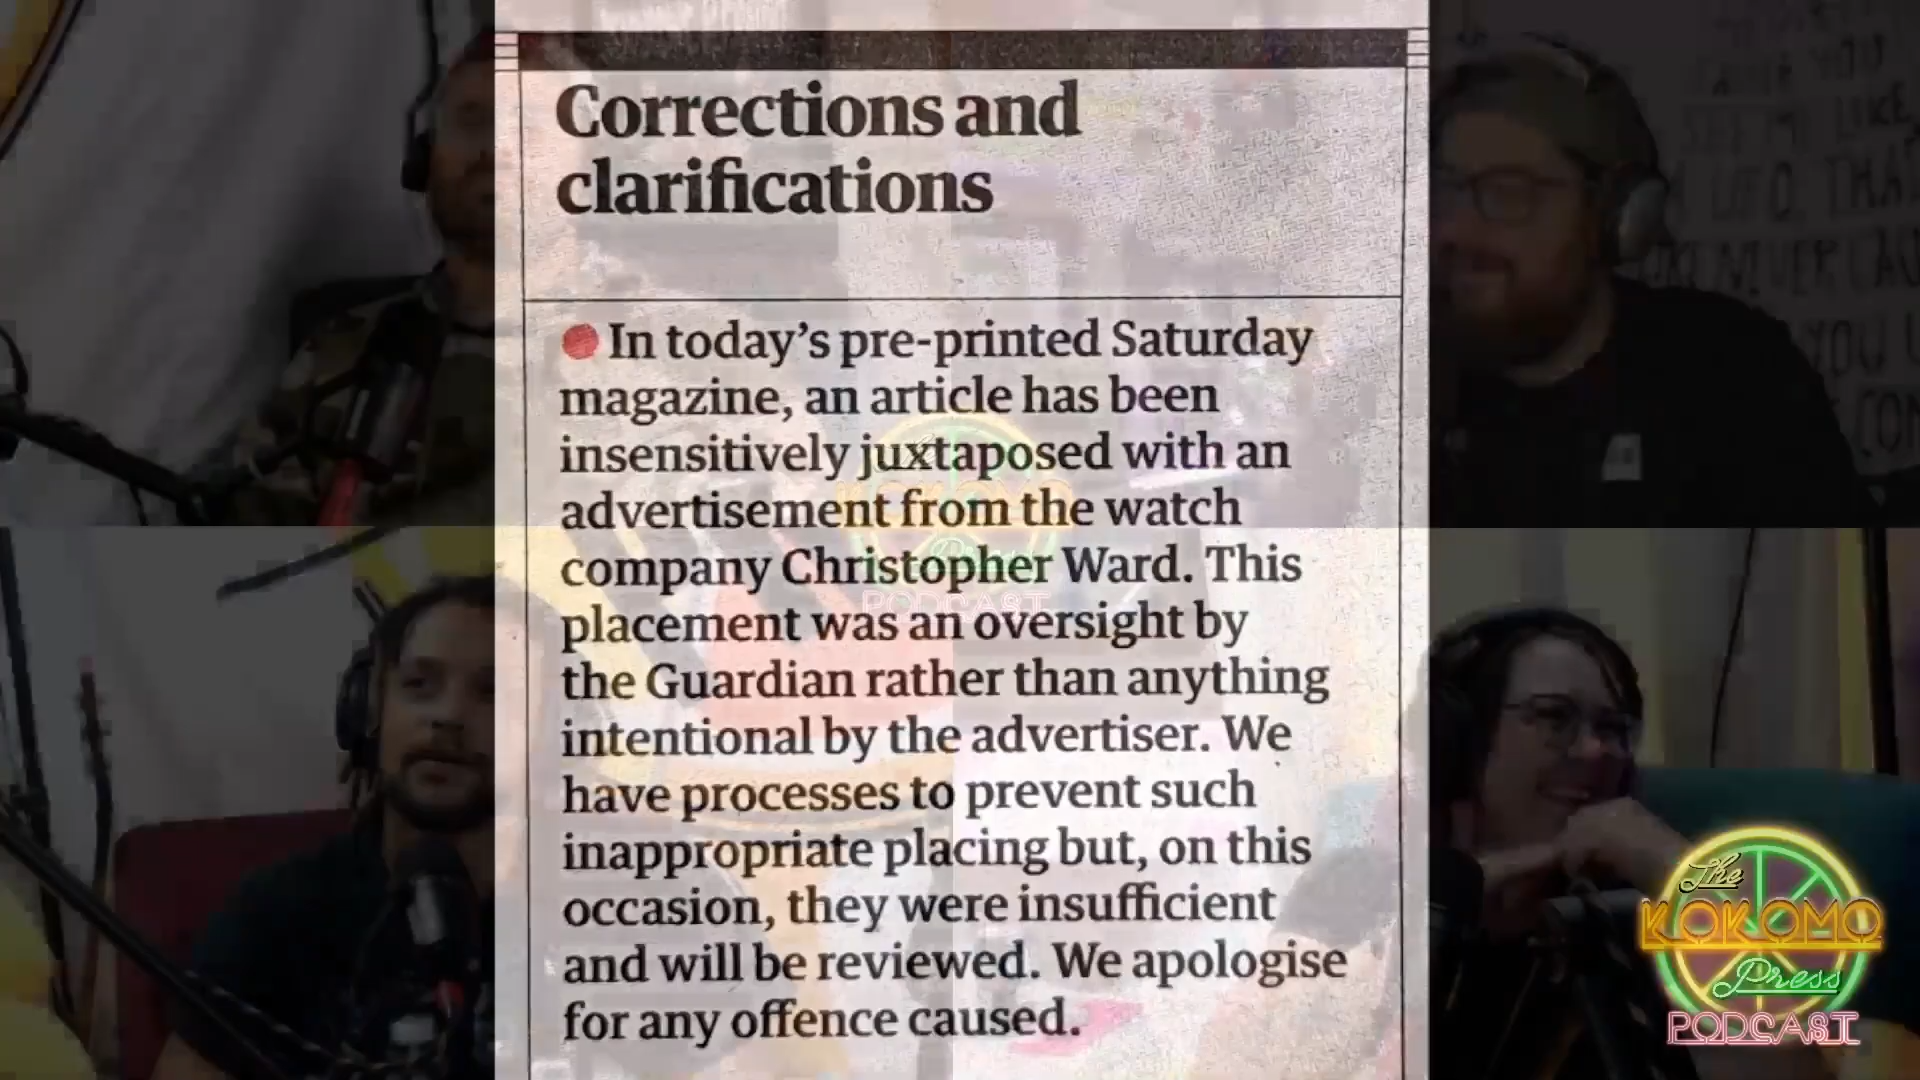 Corrections and
clarifications
In today's pre-printed Saturday
magazine, an article has been
insensitively juxtaposed with an
advertisement from the watch
company Christopher Ward. This
placement was an oversight by
the Guardian rather than anything
intentional by the advertiser. We
have processes to prevent such
inappropriate placing but, on this
occasion, they were insufficient
and will be reviewed. We apologise
for any offence caused.
The
KOKOMO
Press
PODCAST